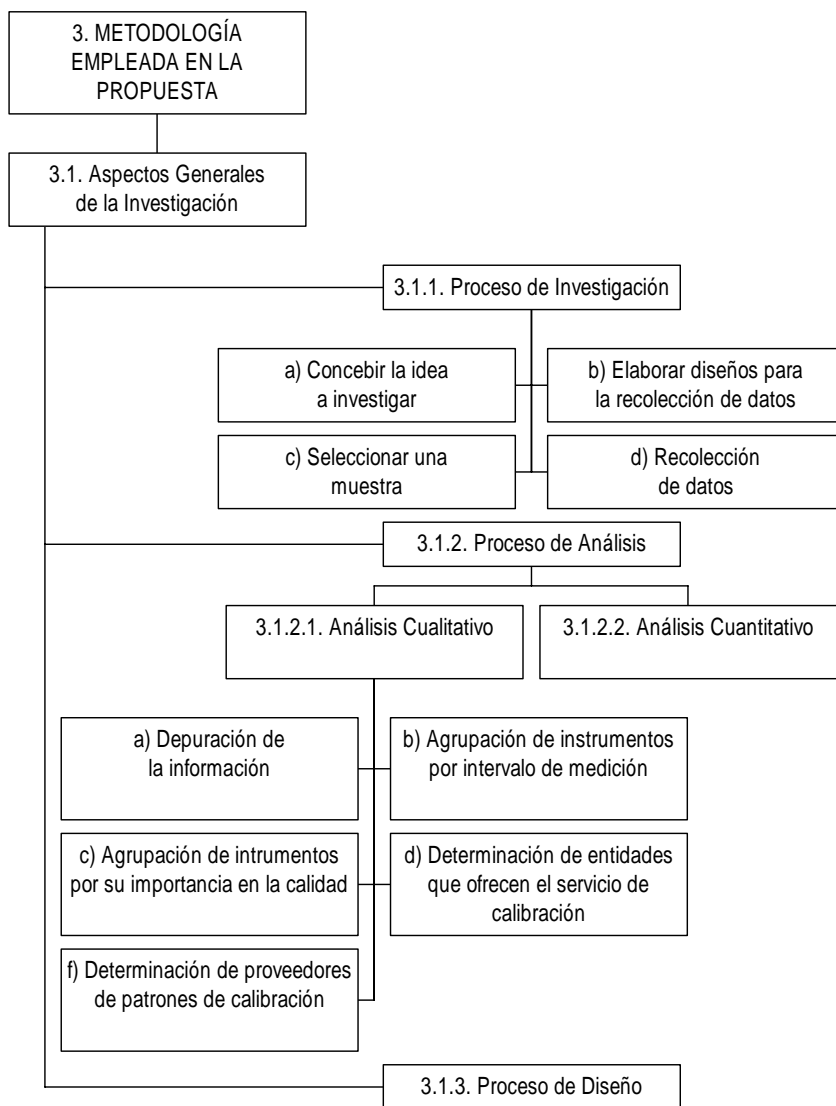 3. METODOLOGÍA
EMPLEADA EN LA
PROPUESTA
3.1. Aspectos Generales
de la Investigación
3.1.1. Proceso de Investigación
a) Concebir la idea
a investigar
b) Elaborar diseños para
la recolección de datos
c) Seleccionar una
muestra
d) Recolección
de datos
3.1.2. Proceso de Análisis
3.1.2.1. Análisis Cualitativo
3.1.2.2. Análisis Cuantitativo
a) Depuración de
la información
b) Agrupación de instrumentos
por intervalo de medición
c) Agrupación de intrumentos
por su importancia en la calidad
d) Determinación de entidades
que ofrecen el servicio de
calibración
f) Determinación de proveedores
de patrones de calibración
3.1.3. Proceso de Diseño